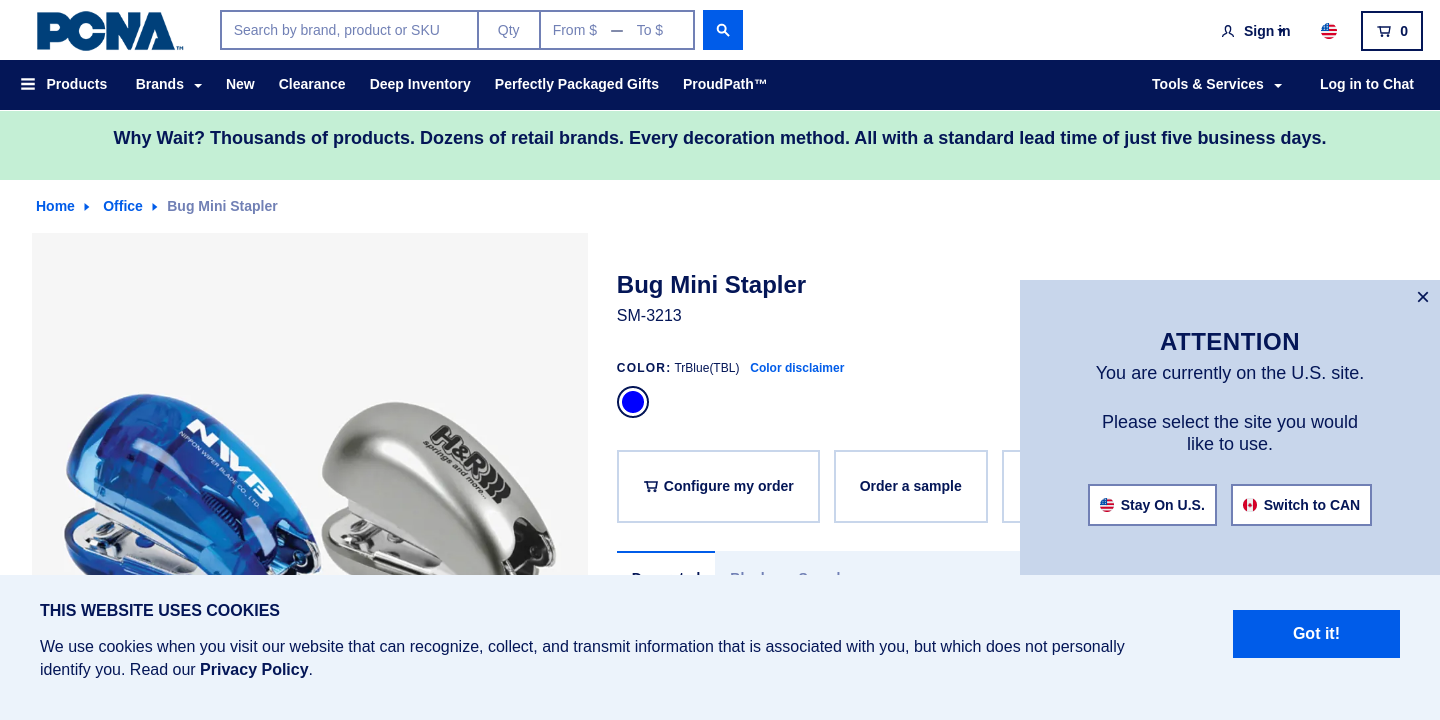 PCNA™
Search by brand, product or SKU
Qty
From $ — To $
Sign in
0
Products
Brands
New
Clearance
Deep Inventory
Perfectly Packaged Gifts
ProudPath™
Tools & Services
Log in to Chat
Why Wait? Thousands of products. Dozens of retail brands. Every decoration method. All with a standard lead time of just five business days.
Home
Office
Bug Mini Stapler
NWB
NIPPON WIPER BLADE CO., LTD.
H&R
springs and more...
Bug Mini Stapler
SM-3213
COLOR: TrBlue(TBL) Color disclaimer
Configure my order
Order a sample
×
ATTENTION
You are currently on the U.S. site.
Please select the site you would
like to use.
Stay On U.S.
Switch to CAN
THIS WEBSITE USES COOKIES
We use cookies when you visit our website that can recognize, collect, and transmit information that is associated with you, but which does not personally
identify you. Read our Privacy Policy.
Got it!